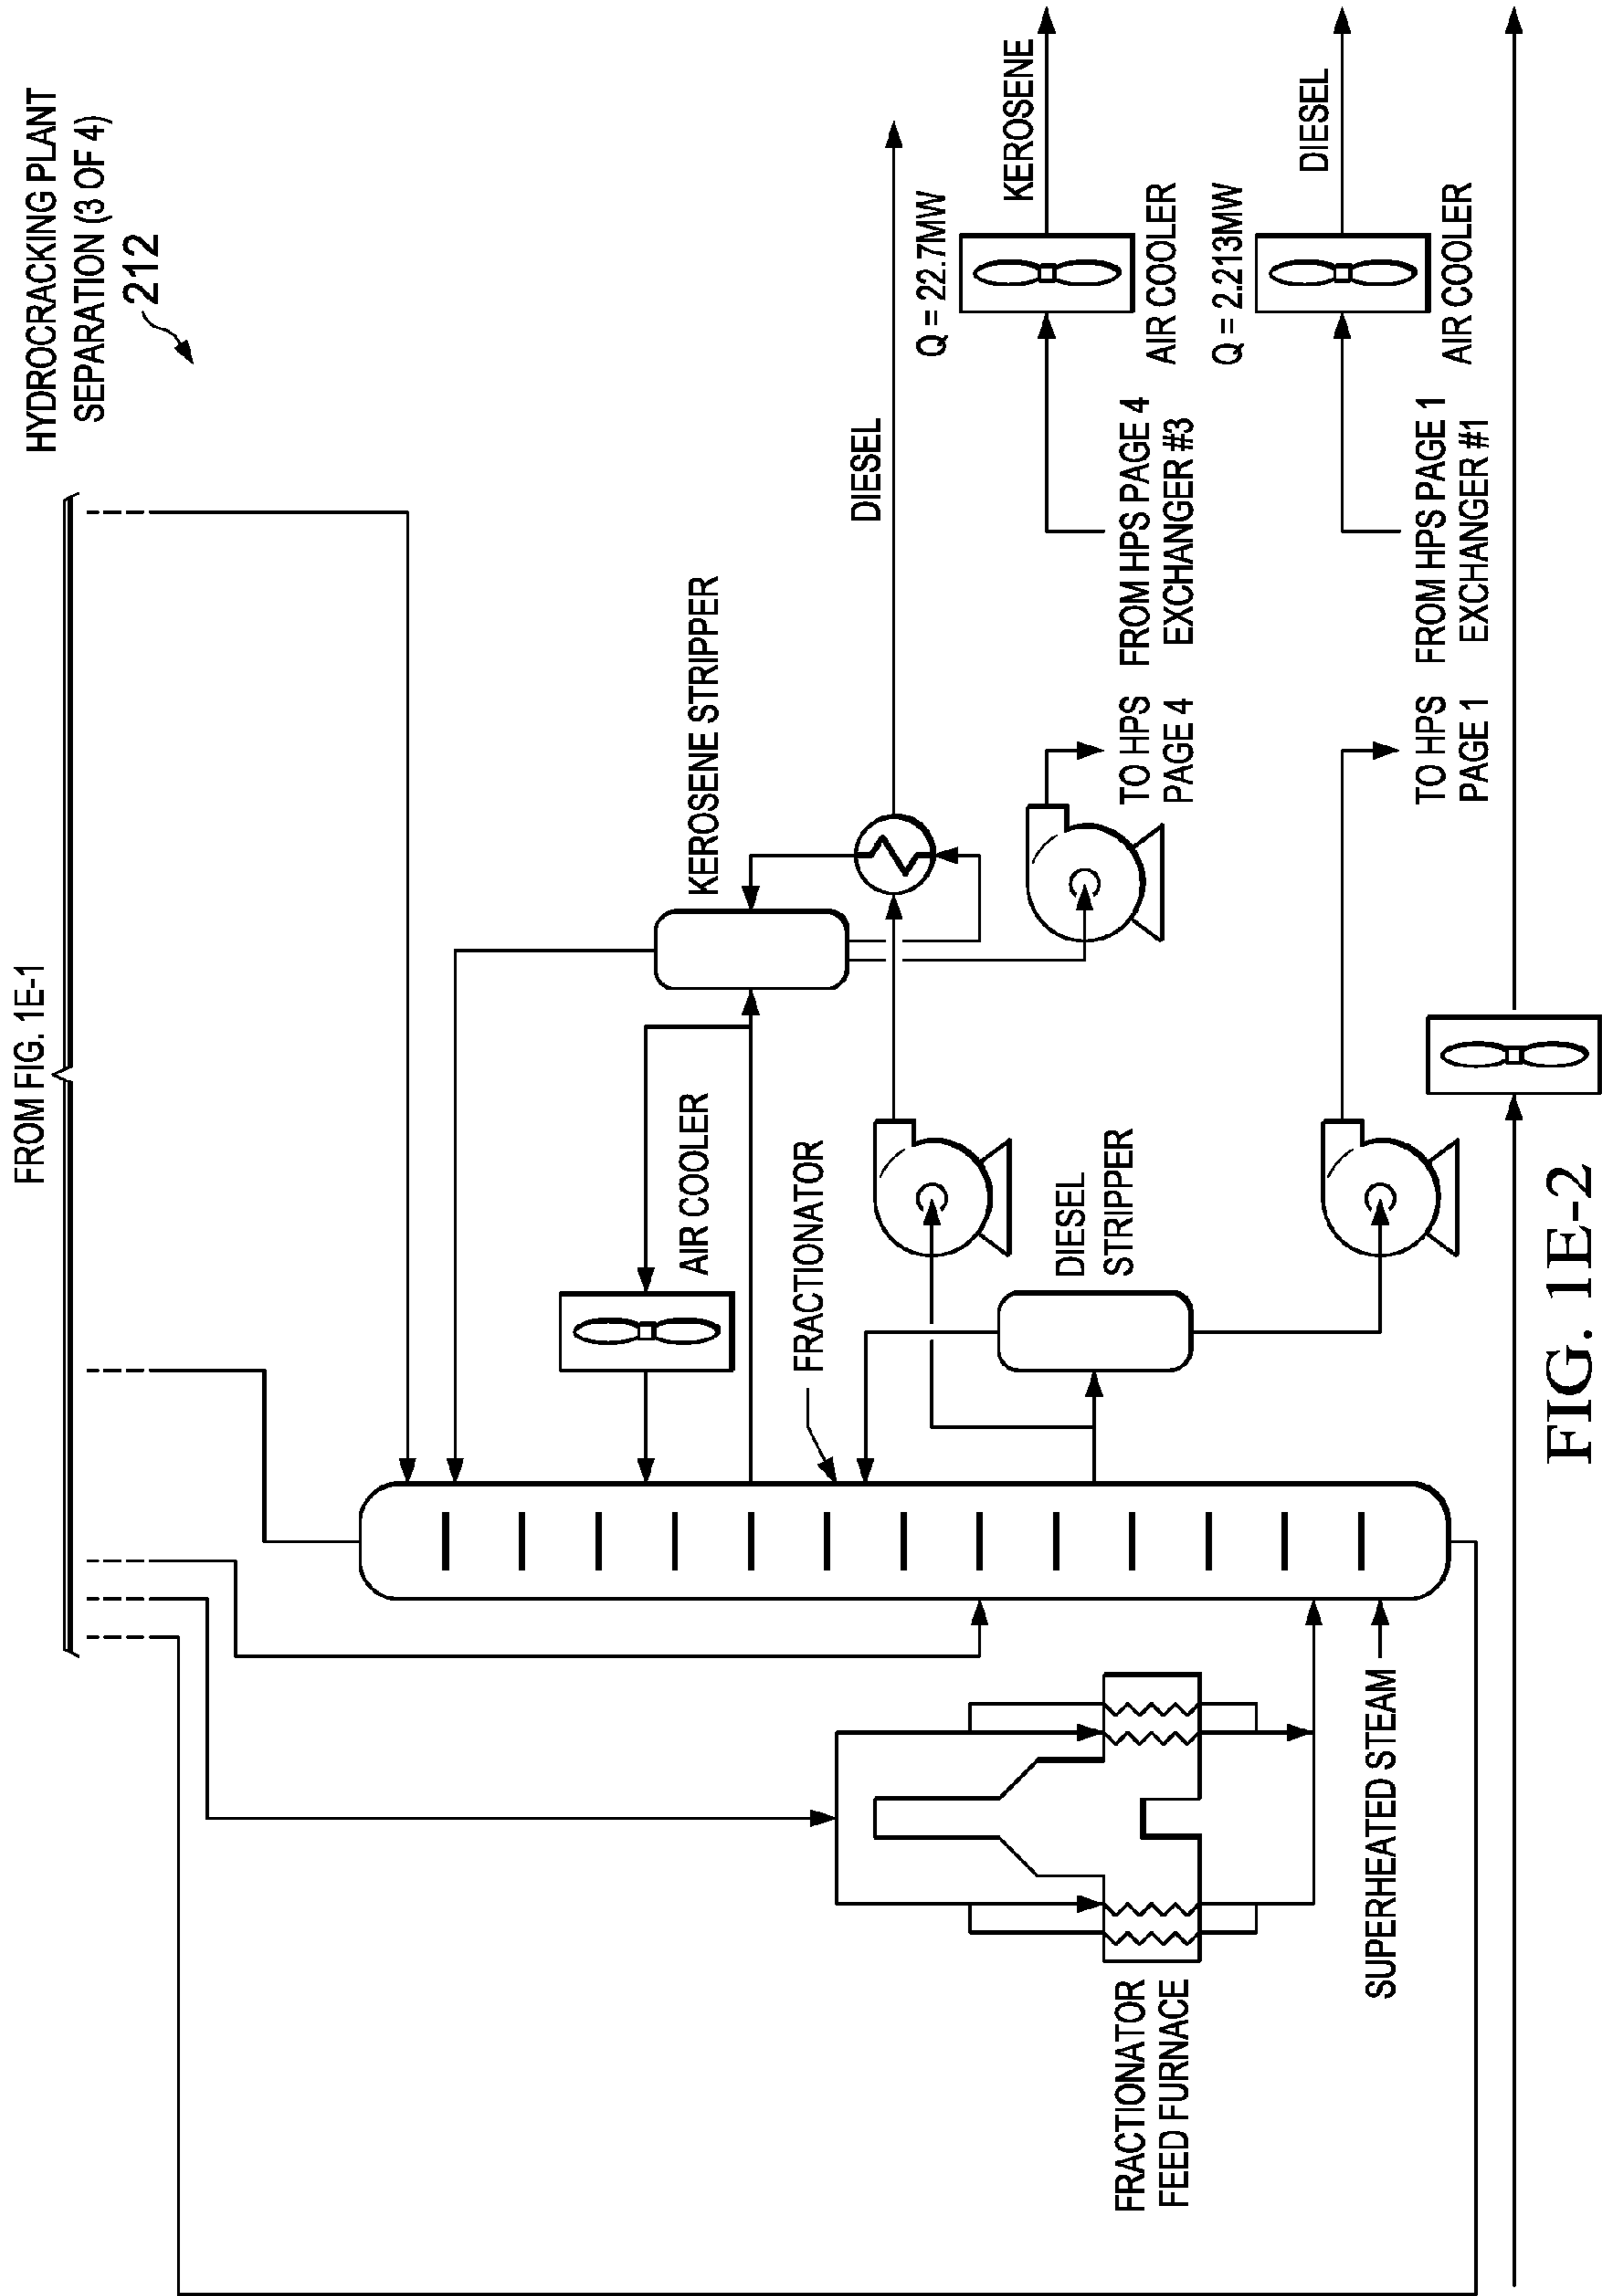 HYDROCRACKING PLANT
SEPARATION (3 OF 4)
212
FROM FIG. 1E-1
AIR COOLER
KEROSENE STRIPPER
FRACTIONATOR
DIESEL
DIESEL
STRIPPER
Q = 22.7MW
KEROSENE
AIR COOLER
TO HPS
PAGE 4
FROM HPS PAGE 4
EXCHANGER #3
Q = 2.213MW
DIESEL
AIR COOLER
TO HPS
PAGE 1
FROM HPS PAGE 1
EXCHANGER #1
FRACTIONATOR
FEED FURNACE
SUPERHEATED STEAM
FIG. 1E-2